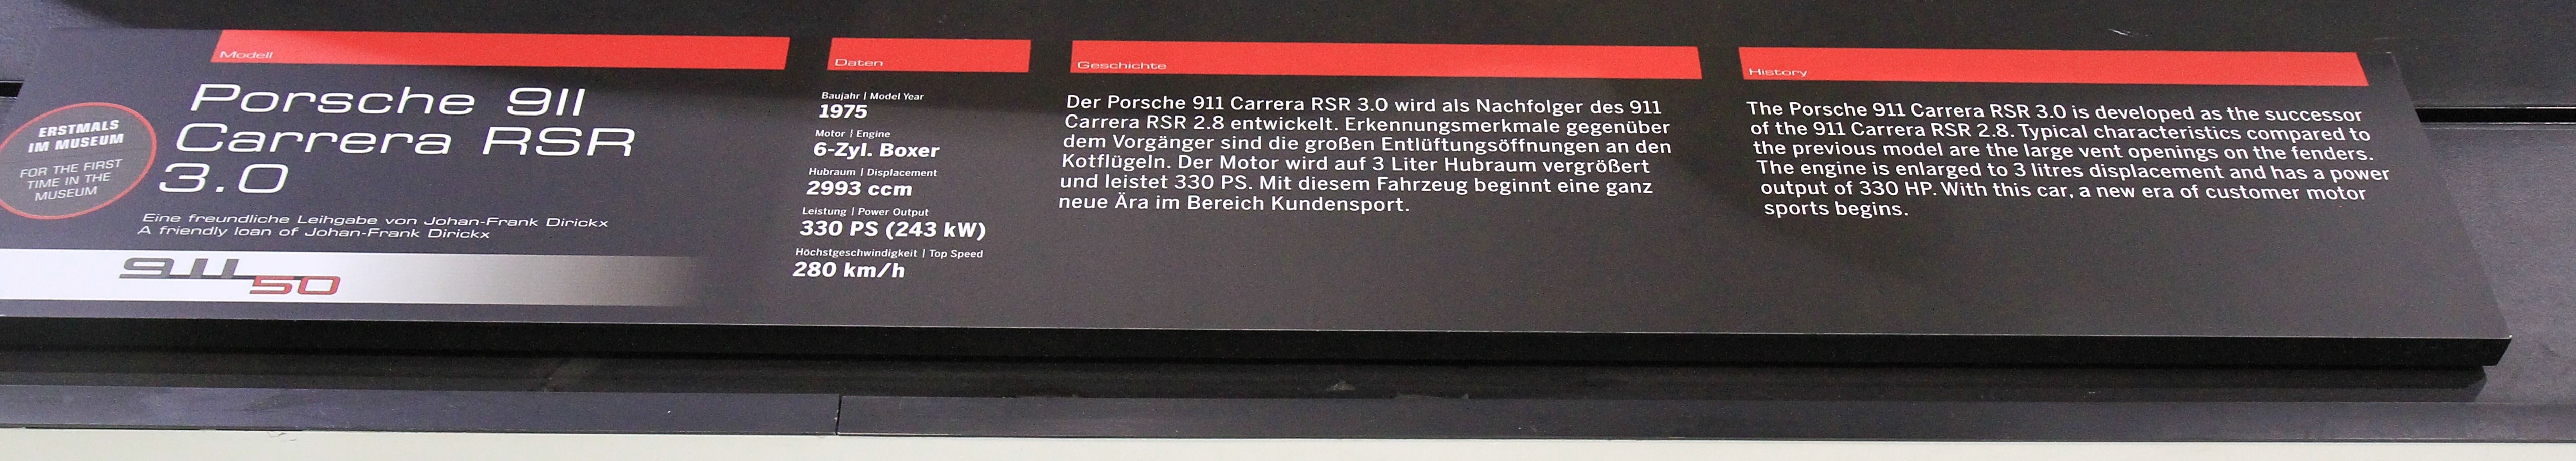 ERSTMALS
IM MUSEUM
FOR THE FIRST
TIME IN THE
MUSEUM
Modell
Porsche 911
Carrera RSR
3.0
Eine freundliche Leihgabe von Johan-Frank Dirickx
A friendly loan of Johan-Frank Dirickx
911
50
Daten
Baujahr | Model Year
1975
Motor | Engine
6-Zyl. Boxer
Hubraum | Displacement
2993 ccm
Leistung | Power Output
330 PS (243 kW)
Höchstgeschwindigkeit | Top Speed
280 km/h
Geschichte
Der Porsche 911 Carrera RSR 3.0 wird als Nachfolger des 911
Carrera RSR 2.8 entwickelt. Erkennungsmerkmale gegenüber
dem Vorgänger sind die großen Entlüftungsöffnungen an den
Kotflügeln. Der Motor wird auf 3 Liter Hubraum vergrößert
und leistet 330 PS. Mit diesem Fahrzeug beginnt eine ganz
neue Ära im Bereich Kundensport.
History
The Porsche 911 Carrera RSR 3.0 is developed as the successor
of the 911 Carrera RSR 2.8. Typical characteristics compared to
the previous model are the large vent openings on the fenders.
The engine is enlarged to 3 litres displacement and has a power
output of 330 HP. With this car, a new era of customer motor
sports begins.